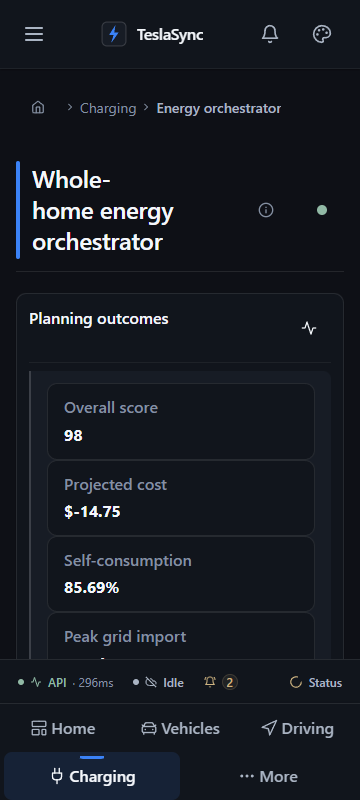 TeslaSync
Charging
Energy orchestrator
Whole-
home energy
orchestrator
Planning outcomes
Overall score
98
Projected cost
$-14.75
Self-consumption
85.69%
Peak grid import
API · 296ms
Idle
2
Status
Home
Vehicles
Driving
Charging
More